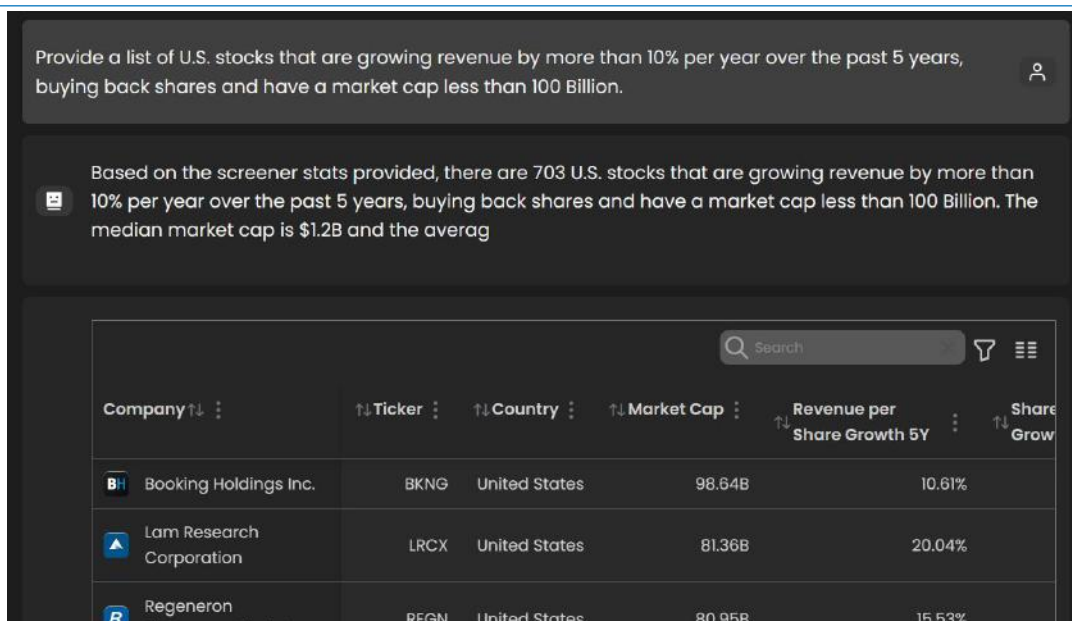 Provide a list of U.S. stocks that are growing revenue by more than 10% per year over the past 5 years,
buying back shares and have a market cap less than 100 Billion.
Based on the screener stats provided, there are 703 U.S. stocks that are growing revenue by more than
10% per year over the past 5 years, buying back shares and have a market cap less than 100 Billion. The
median market cap is $1.2B and the averag
Search
Company Ticker Country Market Cap Revenue per Share
Share Growth 5Y Grow
BH Booking Holdings Inc. BKNG United States 98.64B 10.61%
Lam Research
Corporation LRCX United States 81.36B 20.04%
Regeneron
R REGN United States 80.95B 15.53%